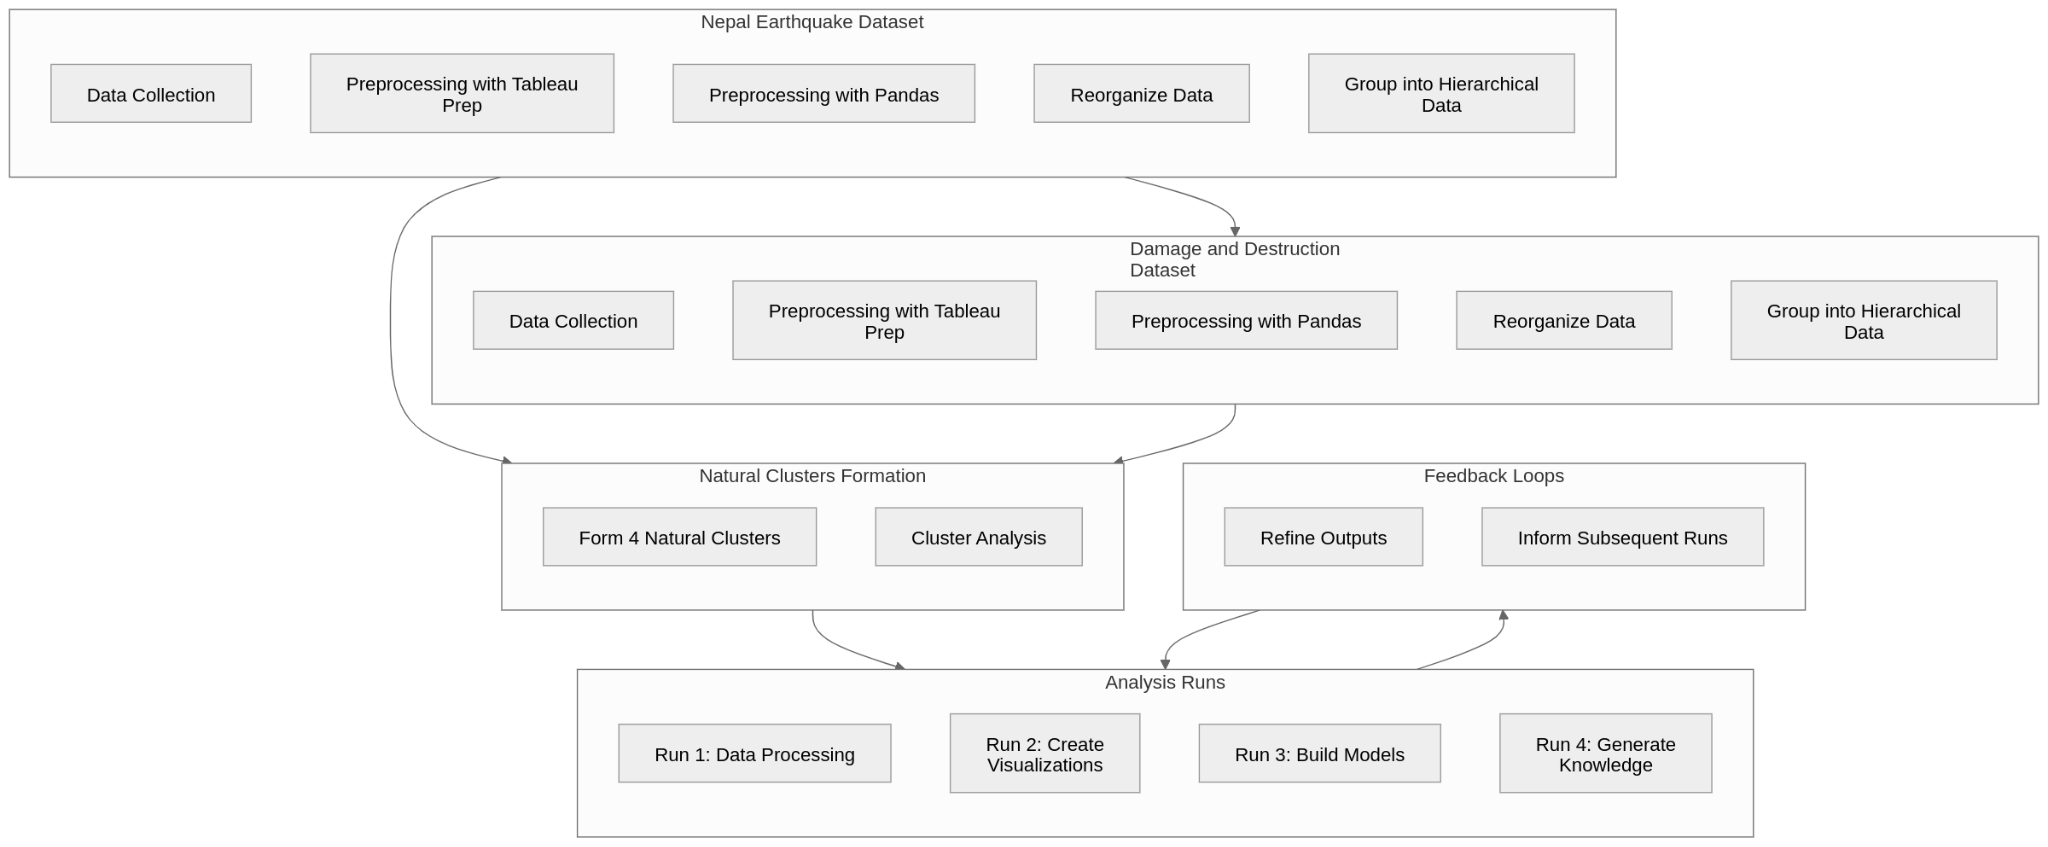 Nepal Earthquake Dataset
Data Collection
Preprocessing with Tableau
Prep
Preprocessing with Pandas
Reorganize Data
Group into Hierarchical
Data
Damage and Destruction
Dataset
Data Collection
Preprocessing with Tableau
Prep
Preprocessing with Pandas
Reorganize Data
Group into Hierarchical
Data
Natural Clusters Formation
Form 4 Natural Clusters
Cluster Analysis
Feedback Loops
Refine Outputs
Inform Subsequent Runs
Analysis Runs
Run 1: Data Processing
Run 2: Create
Visualizations
Run 3: Build Models
Run 4: Generate
Knowledge